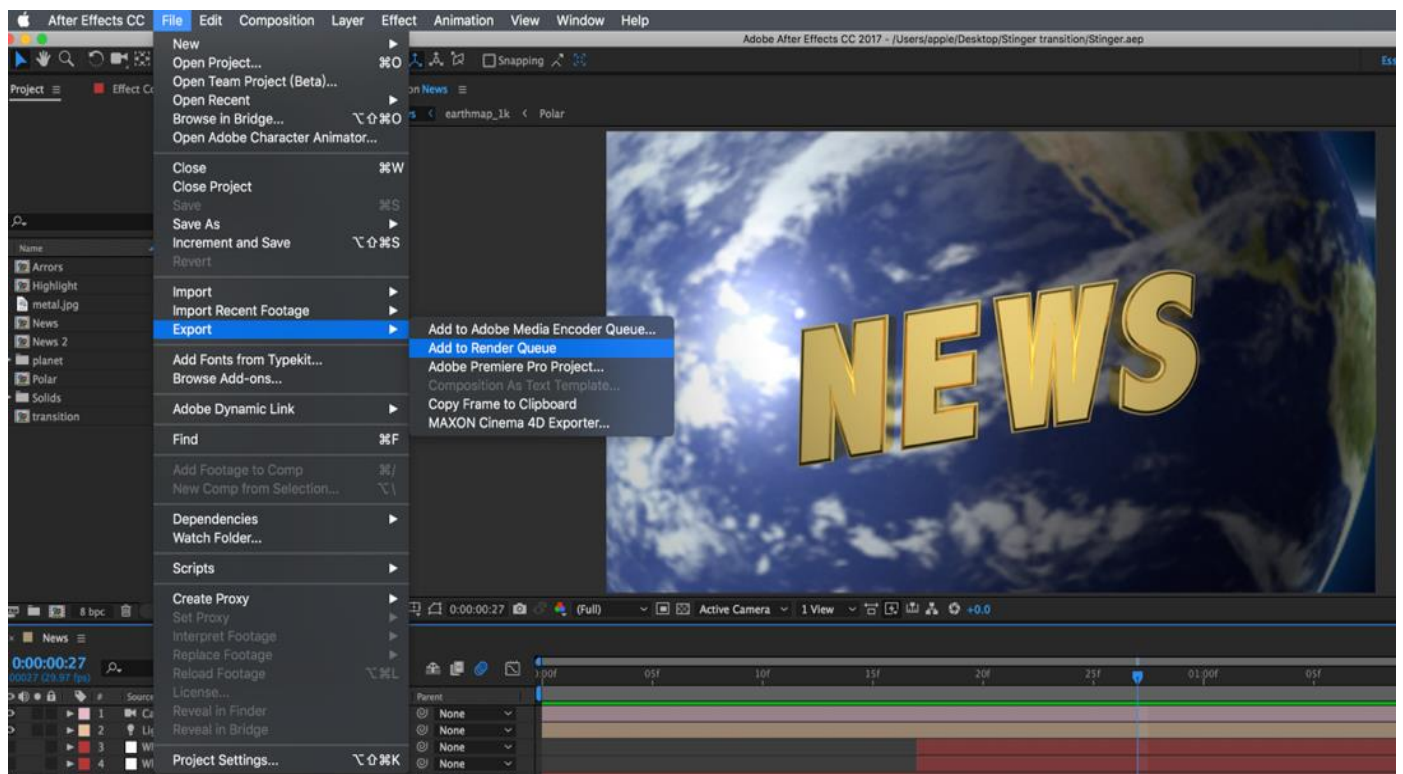 After Effects CC File Edit Composition Layer Effect Animation View Window Help
Adobe After Effects CC 2017 - /Users/apple/Desktop/Stinger transition/Stinger.aep
Snapping
Project
Effect
News
earthmap_1k
Polar
New
Open Project... ⌘O
Open Team Project (Beta)...
Open Recent
Browse in Bridge... ⌥⇧⌘O
Open Adobe Character Animator...
Close ⌘W
Close Project
Save ⌘S
Save As
Increment and Save ⌥⇧⌘S
Revert
Import
Import Recent Footage
Export
Add Fonts from Typekit...
Browse Add-ons...
Adobe Dynamic Link
Find ⌘F
Add Footage to Comp ⌘/
New Comp from Selection... ⌥\
Dependencies
Watch Folder...
Scripts
Create Proxy
Set Proxy
Interpret Footage
Replace Footage
Reload Footage ⌥⌘L
License...
Reveal in Finder
Reveal in Bridge
Project Settings... ⌥⇧⌘K
Add to Adobe Media Encoder Queue...
Add to Render Queue
Adobe Premiere Pro Project...
Composition As Text Template...
Copy Frame to Clipboard
MAXON Cinema 4D Exporter...
Name
Arrors
Highlight
metal.jpg
News
News 2
planet
Polar
Solids
transition
NEWS
8 bpc
0:00:00:27 (Full) Active Camera 1 View +0.0
News
0:00:00:27
00027 (29.97 fps)
05f 10f 15f 20f 25f 01:00f 05f
# Parent
1 None
2 None
3 None
4 None